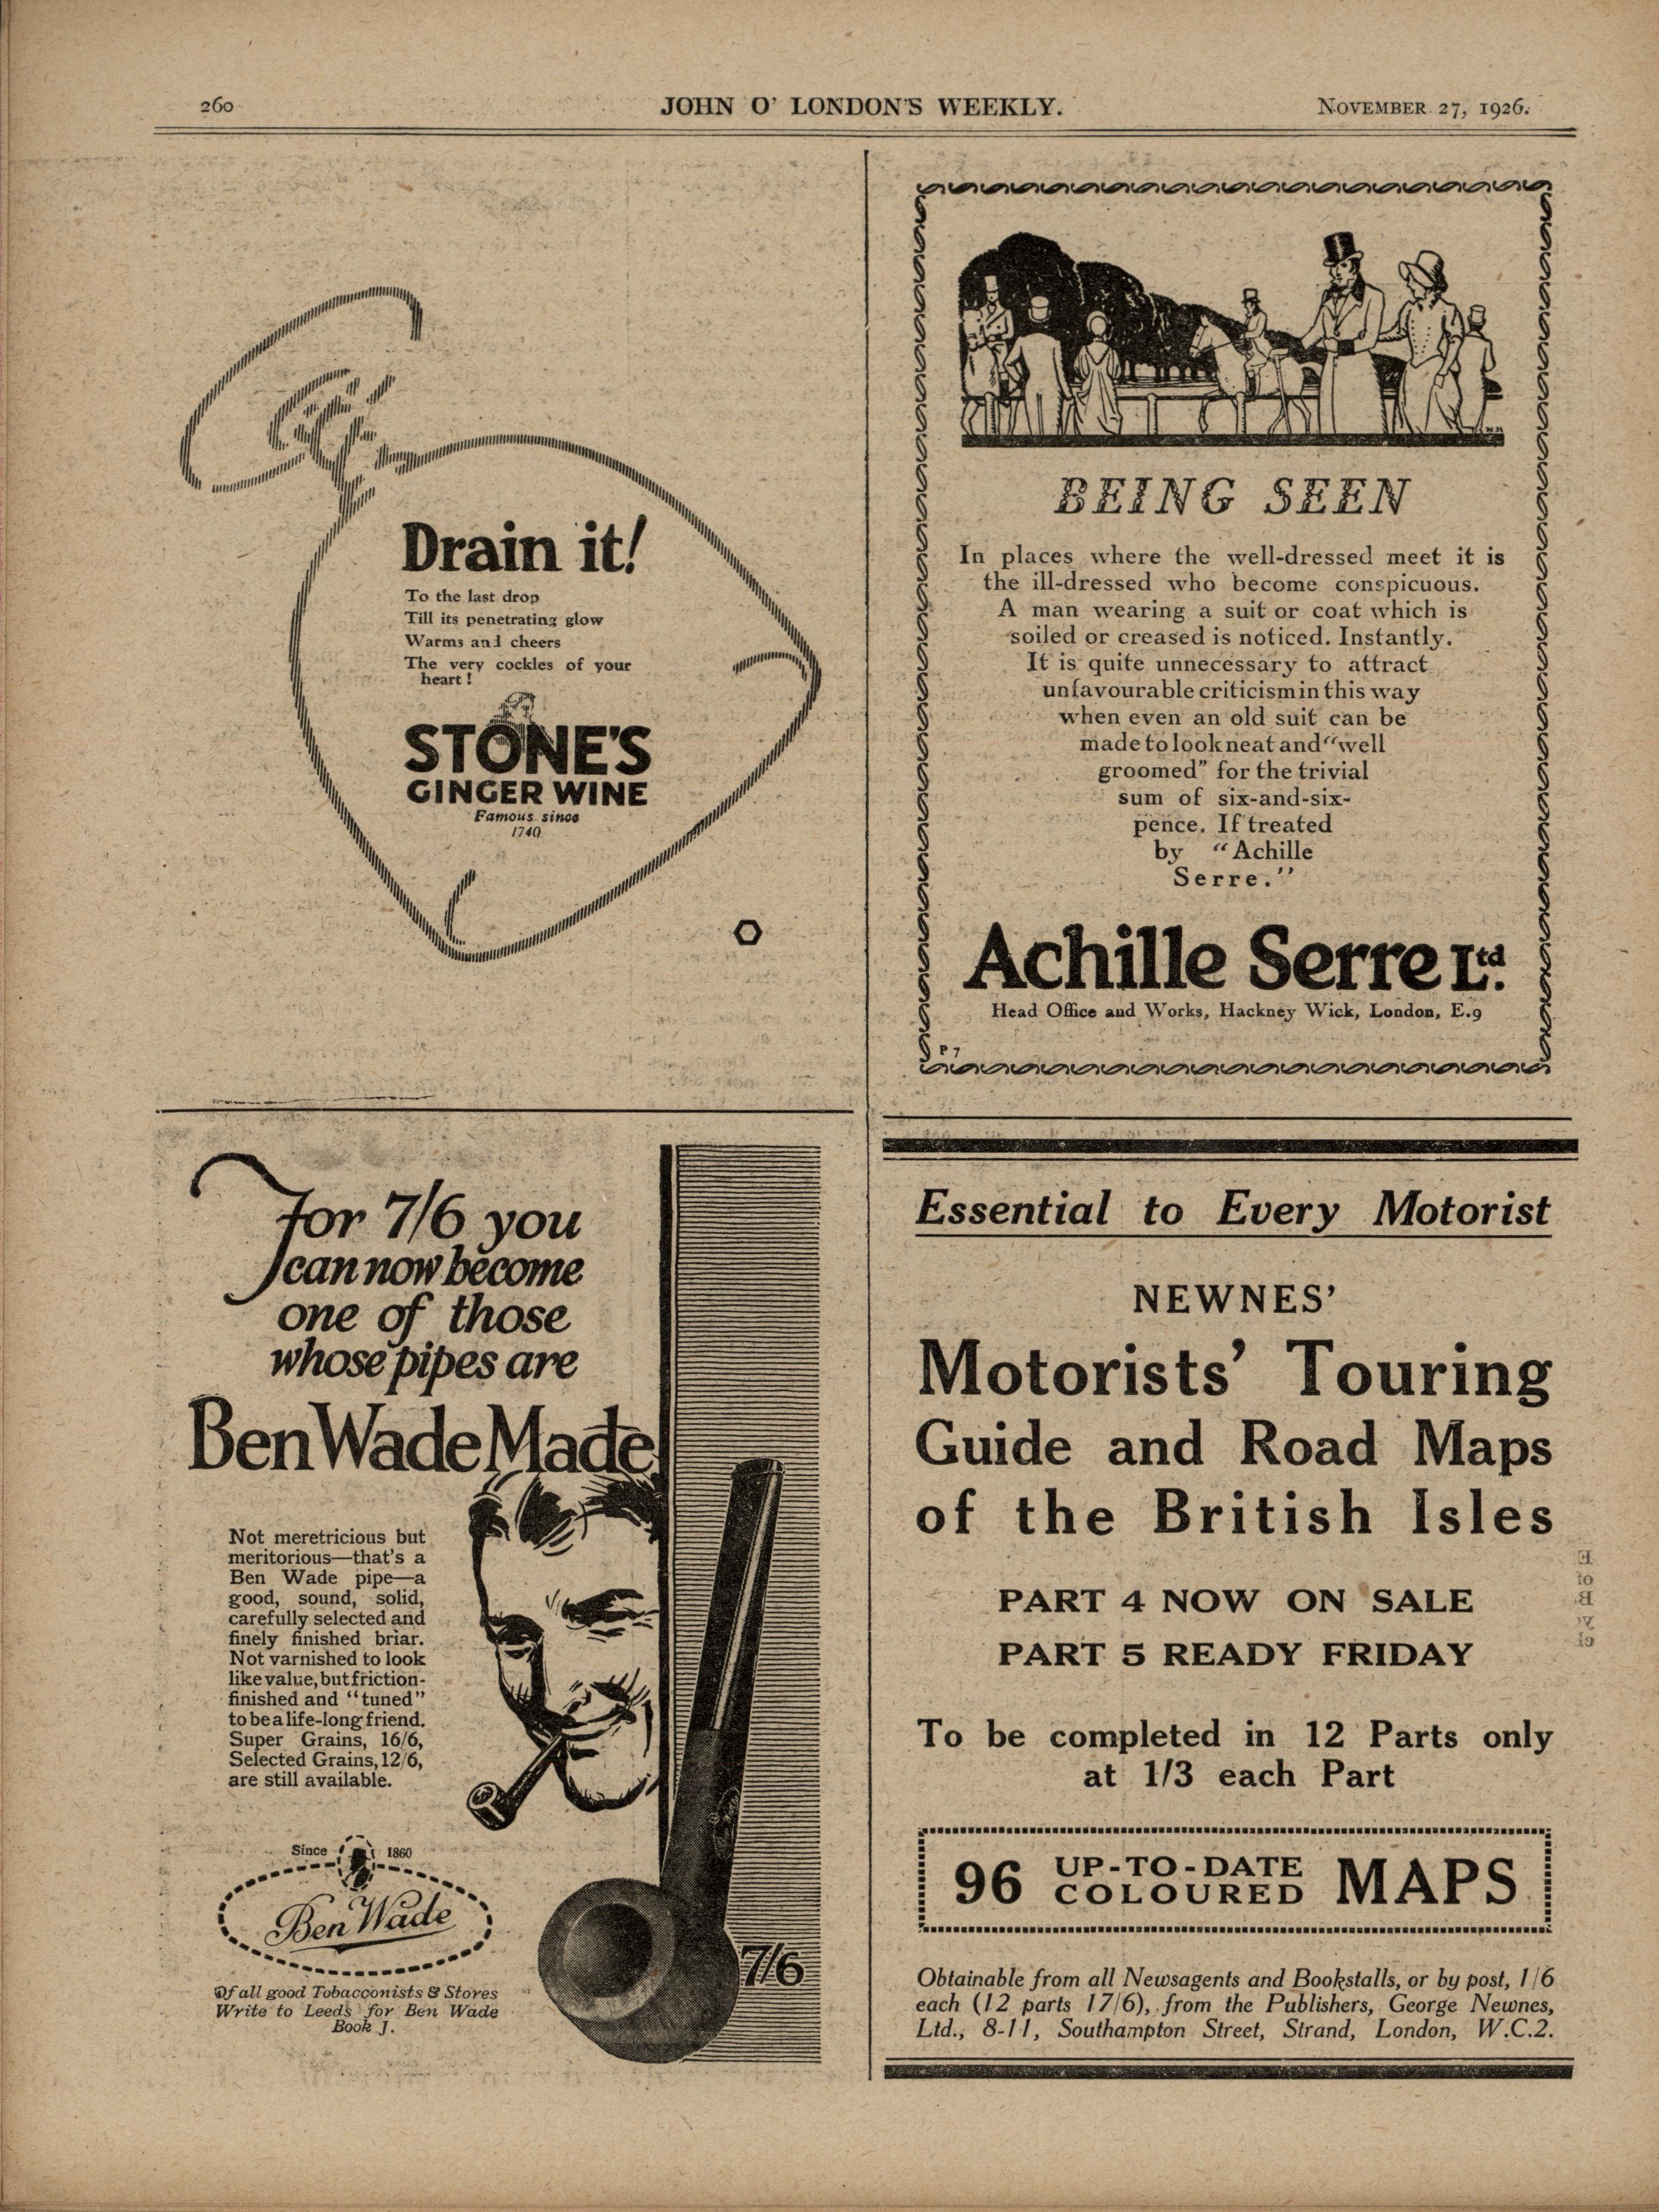 260
JOHN O' LONDON'S WEEKLY.
NOVEMBER 27, 1926.
Drain it!
To the last drop
Till its penetrating glow
Warms and cheers
The very cockles of your
heart!
STONE'S
GINGER WINE
Famous since
1740
BEING SEEN
In places where the well-dressed meet it is
the ill-dressed who become conspicuous.
A man wearing a suit or coat which is
soiled or creased is noticed. Instantly.
It is quite unnecessary to attract
unfavourable criticism in this way
when even an old suit can be
made to look neat and "well
groomed" for the trivial
sum of six-and-six-
pence. If treated
by "Achille
Serre."
Achille Serre Ltd.
Head Office and Works, Hackney Wick, London, E.9
P 7
for 7/6 you
can now become
one of those
whose pipes are
Ben Wade Made
Not meretricious but
meritorious—that's a
Ben Wade pipe—a
good, sound, solid,
carefully selected and
finely finished briar.
Not varnished to look
like value, but friction-
finished and "tuned"
to be a life-long friend.
Super Grains, 16/6,
Selected Grains, 12/6,
are still available.
Since 1860
Ben Wade
7/6
Of all good Tobacconists & Stores
Write to Leeds for Ben Wade
Book J.
Essential to Every Motorist
NEWNES'
Motorists' Touring
Guide and Road Maps
of the British Isles
PART 4 NOW ON SALE
PART 5 READY FRIDAY
To be completed in 12 Parts only
at 1/3 each Part
96 UP-TO-DATE COLOURED MAPS
Obtainable from all Newsagents and Bookstalls, or by post, 1/6
each (12 parts 17/6), from the Publishers, George Newnes,
Ltd., 8-11, Southampton Street, Strand, London, W.C.2.